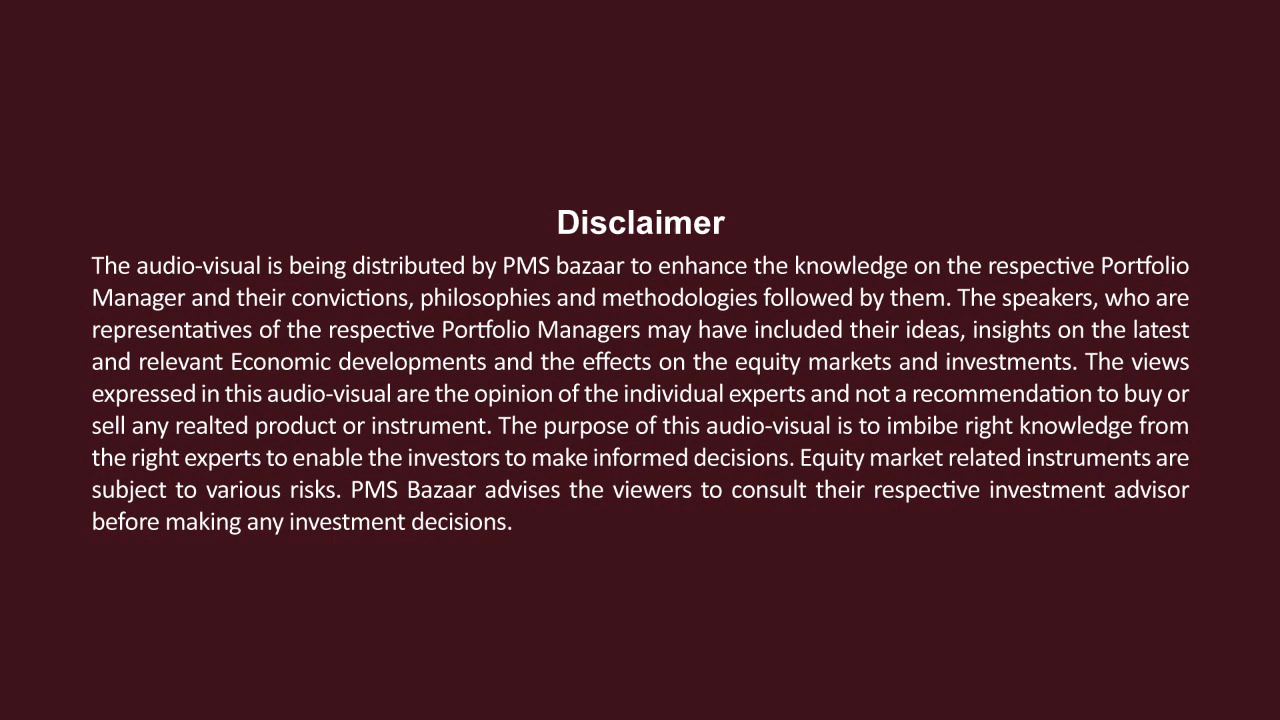 Disclaimer
The audio-visual is being distributed by PMS bazaar to enhance the knowledge on the respective Portfolio
Manager and their convictions, philosophies and methodologies followed by them. The speakers, who are
representatives of the respective Portfolio Managers may have included their ideas, insights on the latest
and relevant Economic developments and the effects on the equity markets and investments. The views
expressed in this audio-visual are the opinion of the individual experts and not a recommendation to buy or
sell any realted product or instrument. The purpose of this audio-visual is to imbibe right knowledge from
the right experts to enable the investors to make informed decisions. Equity market related instruments are
subject to various risks. PMS Bazaar advises the viewers to consult their respective investment advisor
before making any investment decisions.